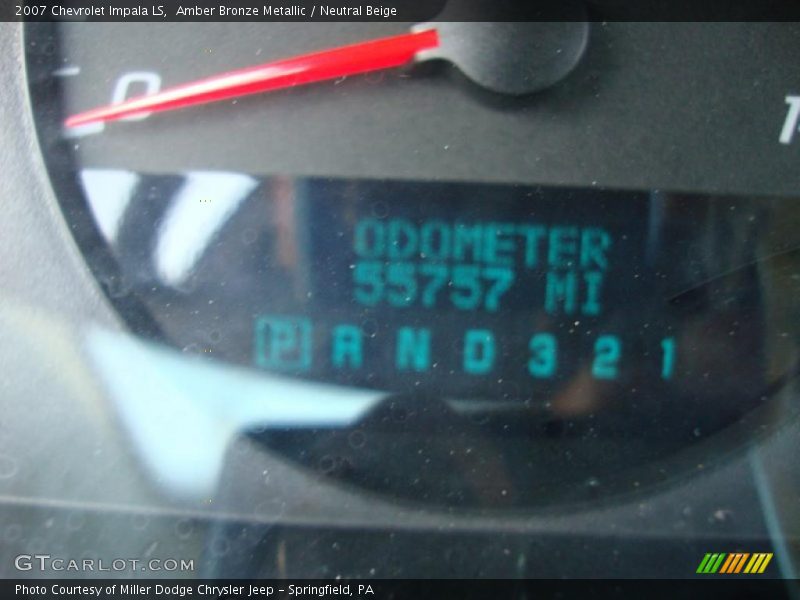 2007 Chevrolet Impala LS,  Amber Bronze Metallic / Neutral Beige
0
1
ODOMETER
55757 MI
P R N D 3 2 1
GTCARLOT.COM
Photo Courtesy of Miller Dodge Chrysler Jeep - Springfield, PA